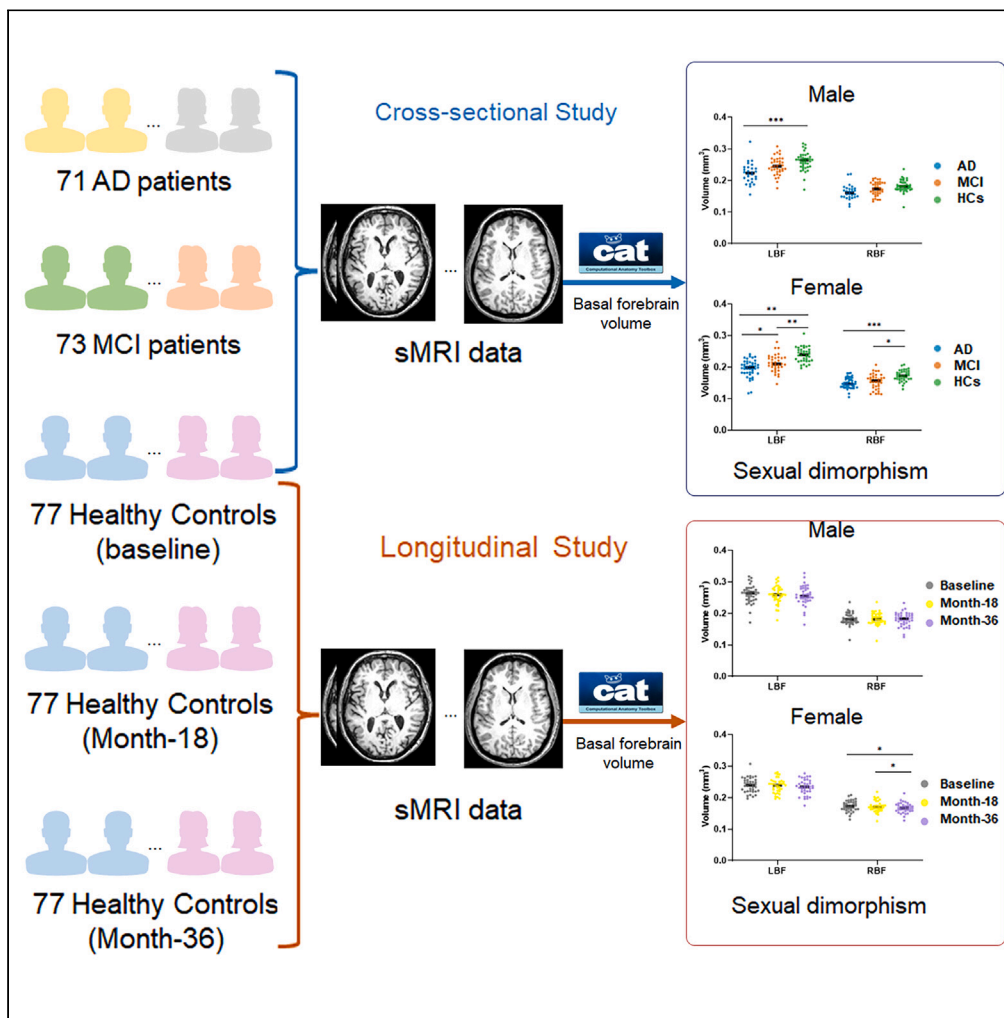 Cross-sectional Study
...
...
71 AD patients
...
73 MCI patients
...
77 Healthy Controls
(baseline)
...
sMRI data
cat
Computational Anatomy Toolbox
Basal forebrain
volume
Male
***
Volume (mm³)
0.4
0.3
0.2
0.1
0.0
LBF
RBF
AD
MCI
HCs
Female
**
*
**
***
*
Volume (mm³)
0.4
0.3
0.2
0.1
0.0
LBF
RBF
AD
MCI
HCs
Sexual dimorphism
Longitudinal Study
...
77 Healthy Controls
(Month-18)
...
77 Healthy Controls
(Month-36)
...
sMRI data
cat
Computational Anatomy Toolbox
Basal forebrain
volume
Male
Volume (mm³)
0.4
0.3
0.2
0.1
0.0
LBF
RBF
Baseline
Month-18
Month-36
Female
*
*
Volume (mm³)
0.4
0.3
0.2
0.1
0.0
LBF
RBF
Baseline
Month-18
Month-36
Sexual dimorphism